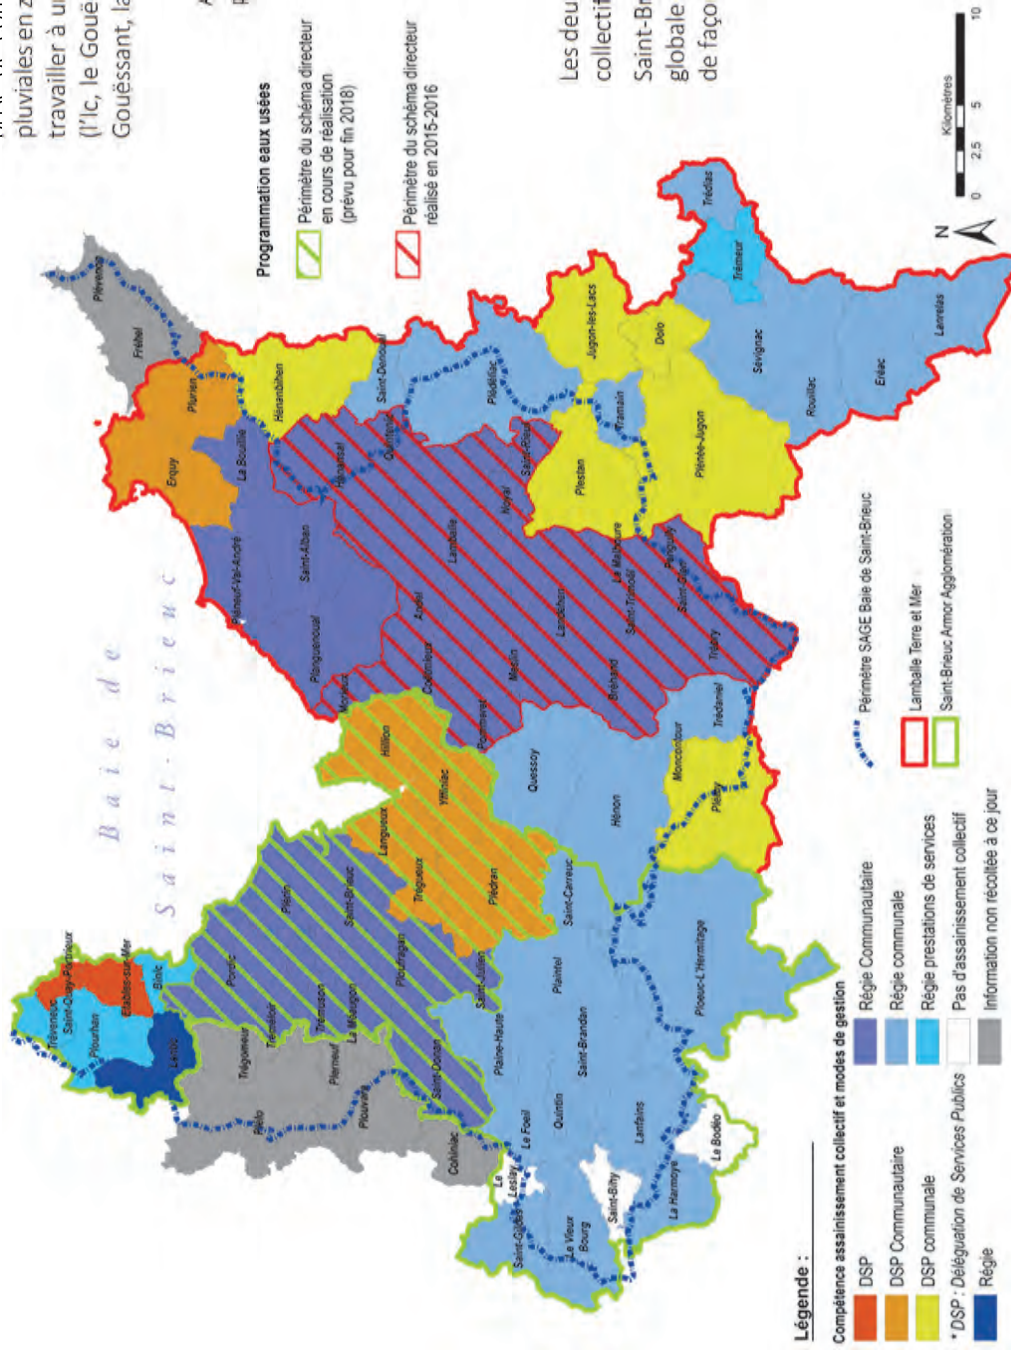 pluviales en z
travailler à un
(l'Ic, le Gouë
Gouëssant, la
Les deu
collectif
Saint-Br
globale
de faço
Programmation eaux usées
Périmètre du schéma directeur
en cours de réalisation
(prévu pour fin 2018)
Périmètre du schéma directeur
réalisé en 2015-2016
Baie de
Saint-Brieuc
Plévenon
Fréhel
Plurien
Erquy
Hénanbihen
La Bouillie
Pléneuf-Val-André
Saint-Alban
Planguenoual
Saint-Denoual
Hénansal
Quintenic
Plédéliac
Saint-Rieul
Noyal
Lamballe
Andel
Morieux
Coëtmieux
Pommeret
Meslin
Landéhen
La Malhoure
Saint-Trimoël
Bréhand
Saint-Glen
Penguily
Trébry
Jugon-les-Lacs
Dolo
Tramain
Plestan
Plénée-Jugon
Trédias
Trémeur
Sévignac
Rouillac
Eréac
Lanrelas
Hillion
Yffiniac
Langueux
Trégueux
Plédran
Saint-Carreuc
Quessoy
Hénon
Moncontour
Trédaniel
Plémy
Tréveneuc
Saint-Quay-Portrieux
Plourhan
Etables-sur-Mer
Binic
Lantic
Pordic
Plérin
Saint-Brieuc
Ploufragan
Trémuson
La Méaugon
Tréméloir
Trégomeur
Plerneuf
Plélo
Plouvara
Cohiniac
Saint-Donan
Saint-Julien
Plaine-Haute
Plaintel
Saint-Brandan
Ploeuc-L'Hermitage
Le Foeil
Quintin
Lanfains
Le
Leslay
Saint-Gildas
Le Vieux
Bourg
Saint-Bihy
La Harmoye
Le Bodéo
N
Kilomètres
0 2,5 5 10
Légende :
Compétence assainissement collectif et modes de gestion
DSP
DSP Communautaire
DSP communale
* DSP : Déléguation de Services Publics
Régie
Régie Communautaire
Régie communale
Régie prestations de services
Pas d'assainissement collectif
Information non récoltée à ce jour
Périmètre SAGE Baie de Saint-Brieuc
Lamballe Terre et Mer
Saint-Brieuc Armor Agglomération